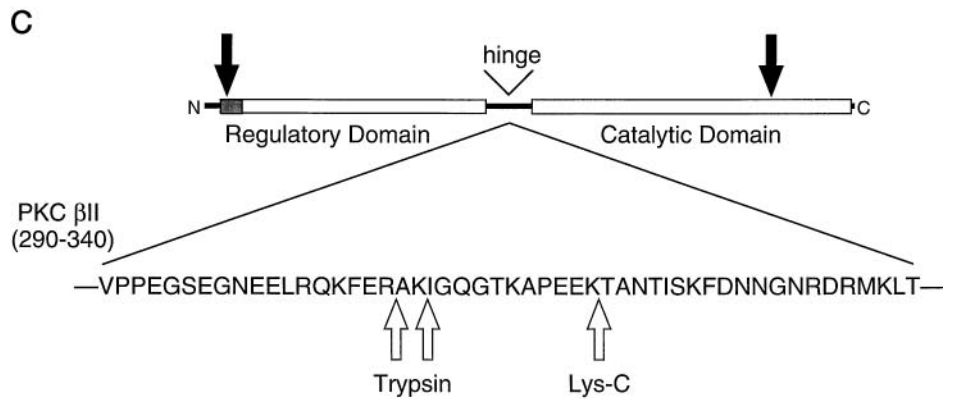 C
hinge
N
C
Regulatory Domain
Catalytic Domain
PKC βII
(290-340)
—VPPEGSEGNEELRQKFERAKIGQGTKAPEEKTANTISKFDNNGNRDRMKLT—
Trypsin
Lys-C